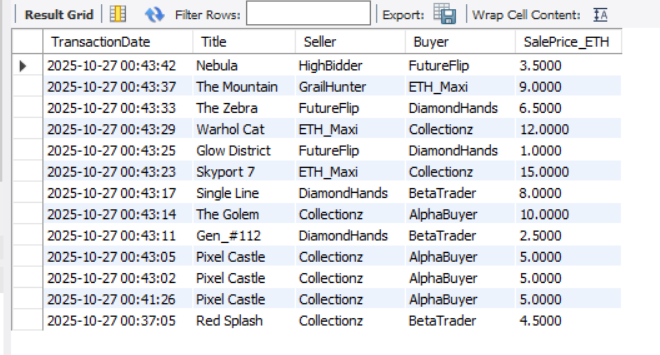 Result Grid Filter Rows: Export: Wrap Cell Content: IA
TransactionDate Title Seller Buyer SalePrice_ETH
2025-10-27 00:43:42 Nebula HighBidder FutureFlip 3.5000
2025-10-27 00:43:37 The Mountain GrailHunter ETH_Maxi 9.0000
2025-10-27 00:43:33 The Zebra FutureFlip DiamondHands 6.5000
2025-10-27 00:43:29 Warhol Cat ETH_Maxi Collectionz 12.0000
2025-10-27 00:43:25 Glow District FutureFlip DiamondHands 1.0000
2025-10-27 00:43:23 Skyport 7 ETH_Maxi Collectionz 15.0000
2025-10-27 00:43:17 Single Line DiamondHands BetaTrader 8.0000
2025-10-27 00:43:14 The Golem Collectionz AlphaBuyer 10.0000
2025-10-27 00:43:11 Gen_#112 DiamondHands BetaTrader 2.5000
2025-10-27 00:43:05 Pixel Castle Collectionz AlphaBuyer 5.0000
2025-10-27 00:43:02 Pixel Castle Collectionz AlphaBuyer 5.0000
2025-10-27 00:41:26 Pixel Castle Collectionz AlphaBuyer 5.0000
2025-10-27 00:37:05 Red Splash Collectionz BetaTrader 4.5000